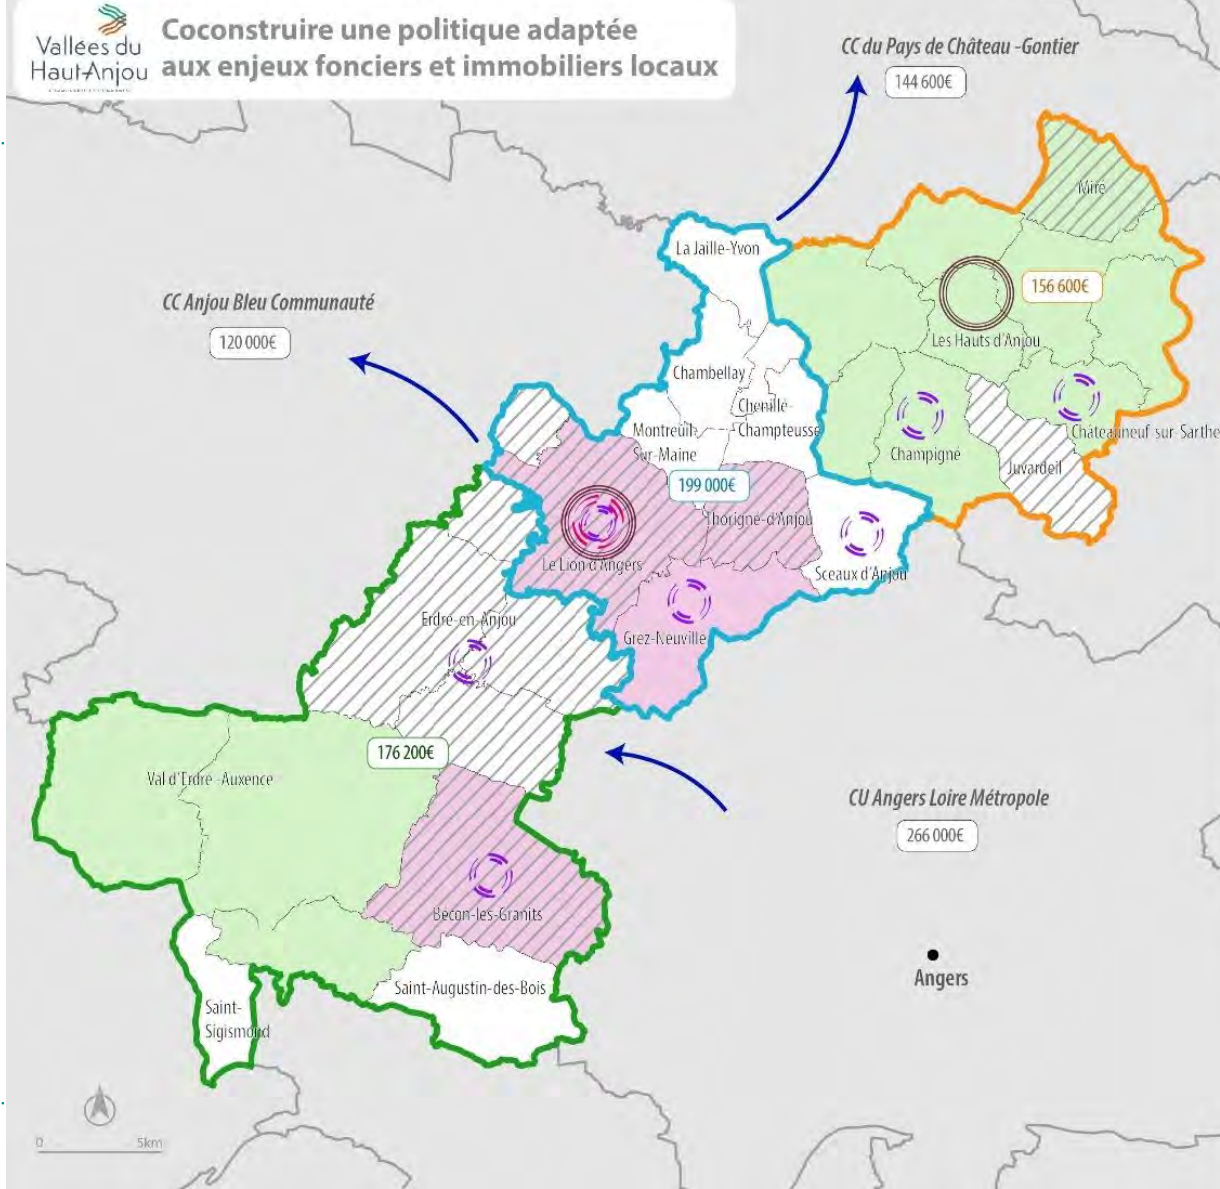 Vallées du
Haut-Anjou
Coconstruire une politique adaptée
aux enjeux fonciers et immobiliers locaux
CC du Pays de Château -Gontier
144 600€
Miré
La Jaille-Yvon
156 600€
CC Anjou Bleu Communauté
120 000€
Les Hauts d'Anjou
Chambellay
Chenillé-
Champteussé
Montreuil-
Sur-Maine
Châteauneuf-sur-Sarthe
Champigné
Juvardeil
199 000€
Thorigné-d'Anjou
Le Lion d'Angers
Sceaux d'Anjou
Erdre-en-Anjou
Grez-Neuville
176 200€
Val d'Erdre -Auxence
CU Angers Loire Métropole
266 000€
Bécon-les-Granits
Angers
Saint-Augustin-des-Bois
Saint-
Sigismond
0 5km